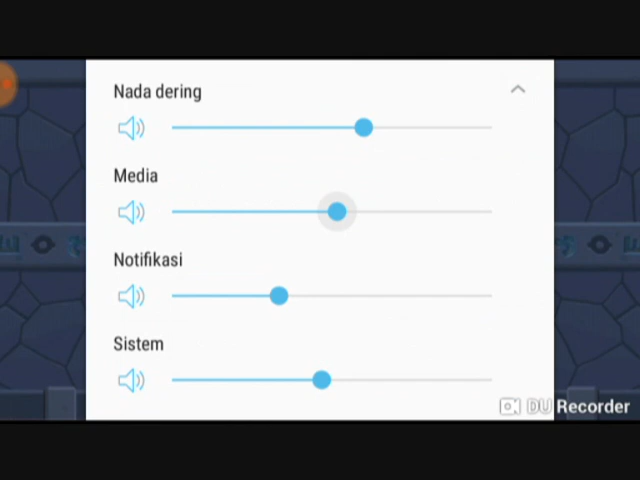 Nada dering
Media
Notifikasi
Sistem
DU Recorder